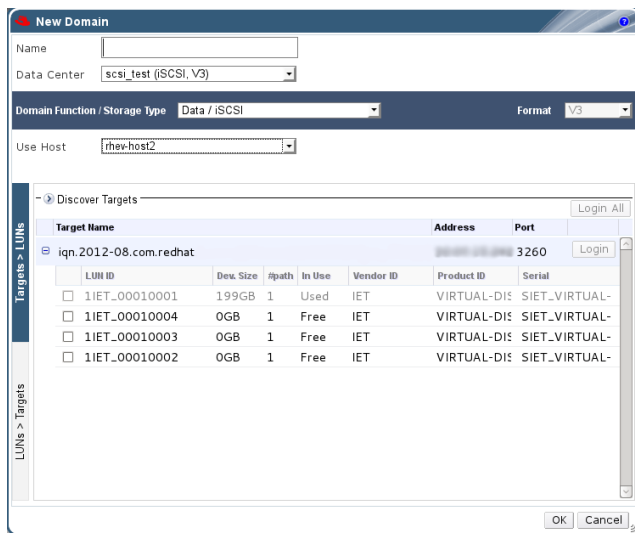 New Domain
Name
Data Center scsi_test (iSCSI, V3)
Domain Function / Storage Type Data / iSCSI Format V3
Use Host rhev-host2
Targets > LUNs
LUNs > Targets
Discover Targets
Login All
Target Name Address Port
iqn.2012-08.com.redhat 3260 Login
LUN ID Dev. Size #path In Use Vendor ID Product ID Serial
1IET_00010001 199GB 1 Used IET VIRTUAL-DIS SIET_VIRTUAL-
1IET_00010004 0GB 1 Free IET VIRTUAL-DIS SIET_VIRTUAL-
1IET_00010003 0GB 1 Free IET VIRTUAL-DIS SIET_VIRTUAL-
1IET_00010002 0GB 1 Free IET VIRTUAL-DIS SIET_VIRTUAL-
OK Cancel